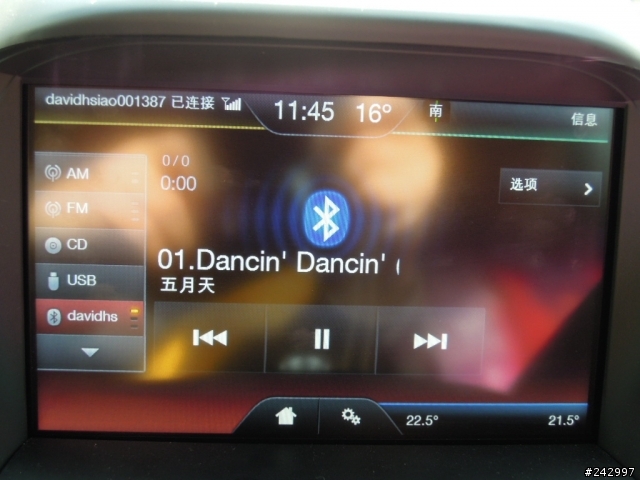 davidhsiao001387 已连接 11:45 16° 南 信息
0/0
0:00
选项
AM
FM
CD
USB
davidhs
01.Dancin' Dancin' (
五月天
22.5° 21.5°
#242997